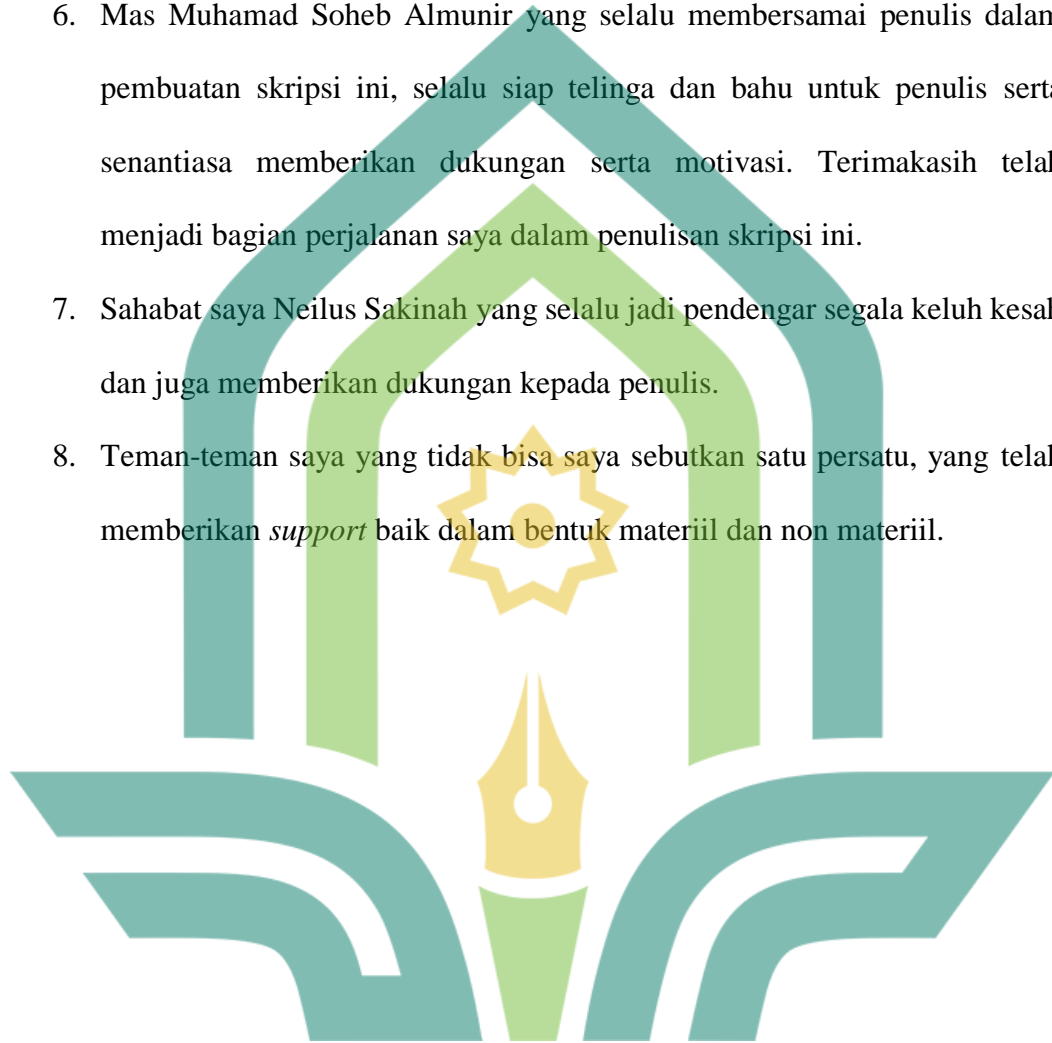 6. Mas Muhamad Soheb Almunir yang selalu membersamai penulis dalam
pembuatan skripsi ini, selalu siap telinga dan bahu untuk penulis serta
senantiasa memberikan dukungan serta motivasi. Terimakasih telah
menjadi bagian perjalanan saya dalam penulisan skripsi ini.
7. Sahabat saya Neilus Sakinah yang selalu jadi pendengar segala keluh kesah
dan juga memberikan dukungan kepada penulis.
8. Teman-teman saya yang tidak bisa saya sebutkan satu persatu, yang telah
memberikan support baik dalam bentuk materiil dan non materiil.